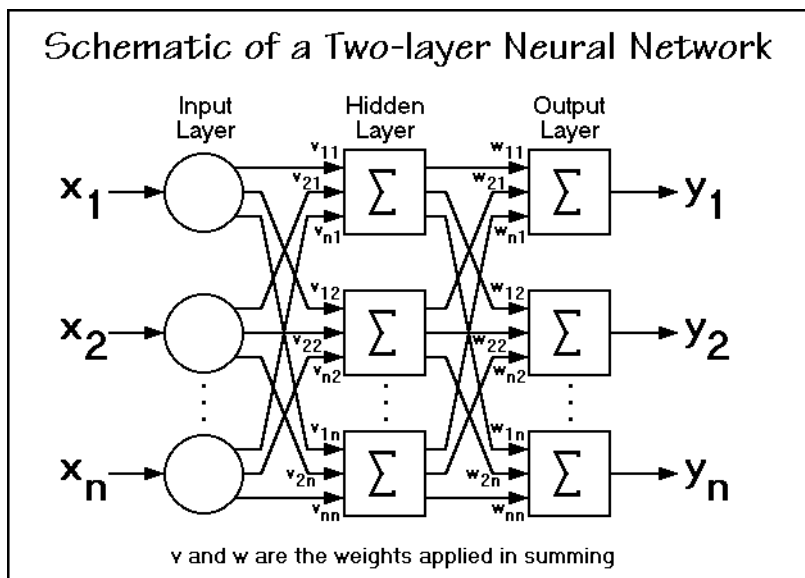 Schematic of a Two-layer Neural Network
Input Layer
Hidden Layer
Output Layer
x1
v11
v21
vn1
Σ
w11
w21
wn1
Σ
y1
x2
v12
v22
vn2
Σ
w12
w22
wn2
Σ
y2
xn
v1n
v2n
vnn
Σ
w1n
w2n
wnn
Σ
yn
v and w are the weights applied in summing